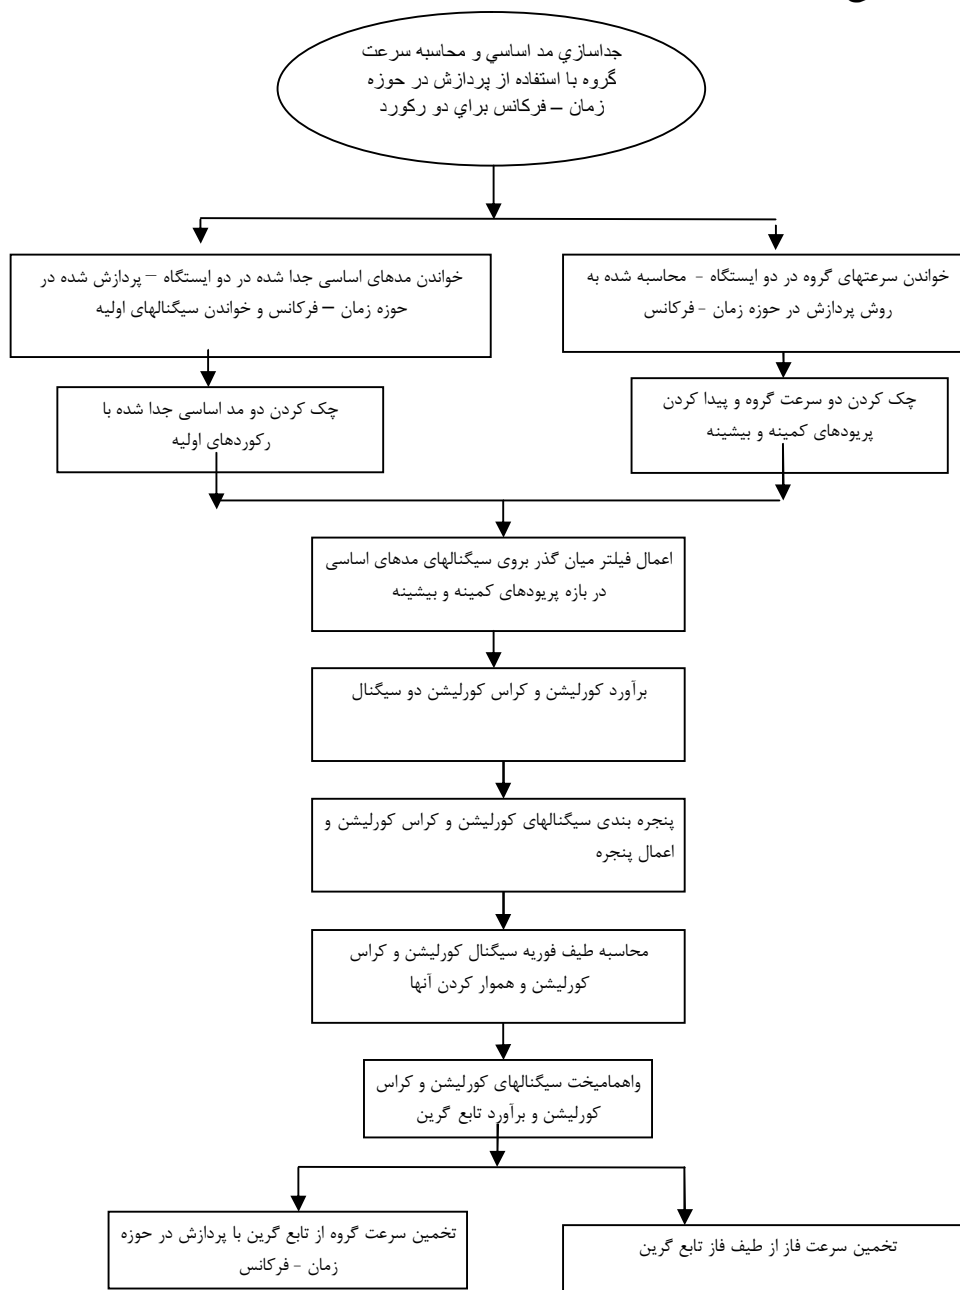 جداسازي مد اساسي و محاسبه سرعت
گروه با استفاده از پردازش در حوزه
زمان – فركانس براي دو ركورد
خواندن سرعتهای گروه در دو ایستگاه - محاسبه شده به
روش پردازش در حوزه زمان - فرکانس
خواندن مدهای اساسی جدا شده در دو ایستگاه – پردازش شده در
حوزه زمان – فرکانس و خواندن سیگنالهای اولیه
چک کردن دو سرعت گروه و پیدا کردن
پریودهای کمینه و بیشینه
چک کردن دو مد اساسی جدا شده با
رکوردهای اولیه
اعمال فیلتر میان گذر بروی سیگنالهای مدهای اساسی
در بازه پریودهای کمینه و بیشینه
برآورد کورلیشن و کراس کورلیشن دو سیگنال
پنجره بندی سیگنالهای کورلیشن و کراس کورلیشن و
اعمال پنجره
محاسبه طیف فوریه سیگنال کورلیشن و کراس
کورلیشن و هموار کردن آنها
واهمامیخت سیگنالهای کورلیشن و کراس
کورلیشن و برآورد تابع گرین
تخمین سرعت فاز از طیف فاز تابع گرین
تخمین سرعت گروه از تابع گرین با پردازش در حوزه
زمان - فرکانس